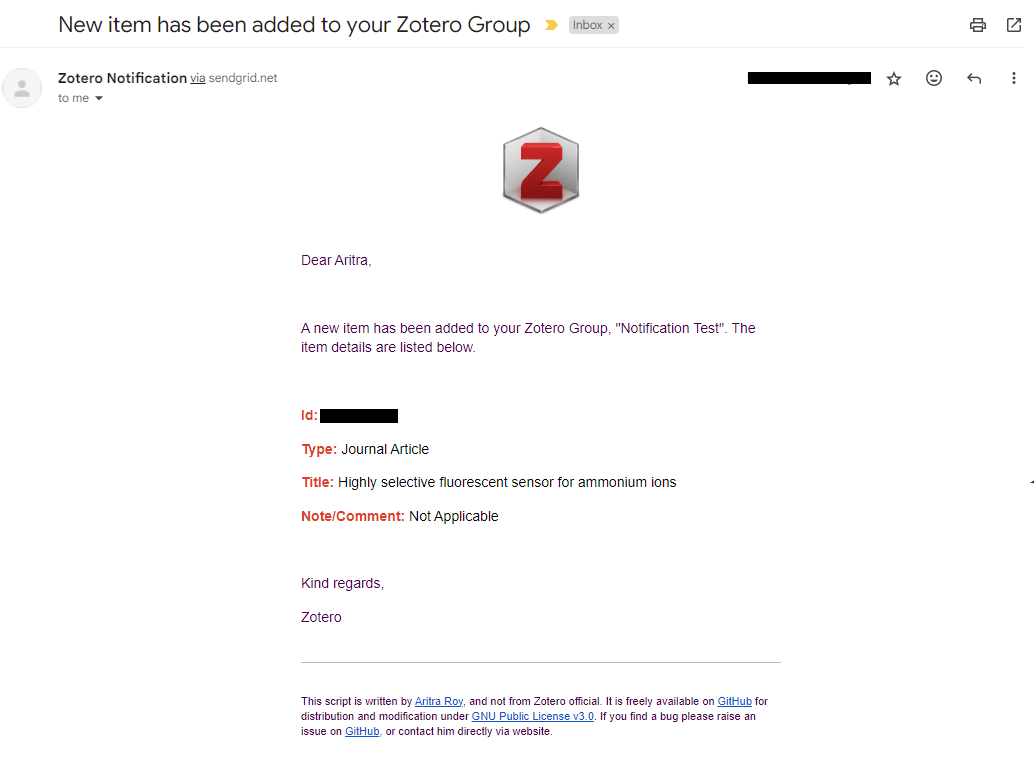 New item has been added to your Zotero Group Inbox ×
Zotero Notification via sendgrid.net
to me
Z
Dear Aritra,
A new item has been added to your Zotero Group, "Notification Test". The
item details are listed below.
Id:
Type: Journal Article
Title: Highly selective fluorescent sensor for ammonium ions
Note/Comment: Not Applicable
Kind regards,
Zotero
This script is written by Aritra Roy, and not from Zotero official. It is freely available on GitHub for
distribution and modification under GNU Public License v3.0. If you find a bug please raise an
issue on GitHub, or contact him directly via website.